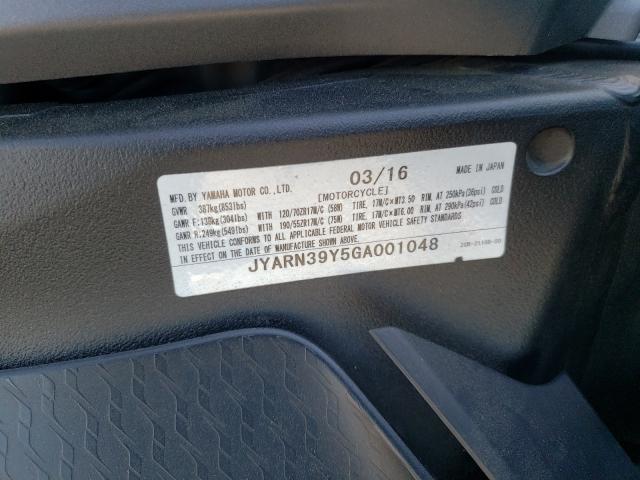 03/16 MADE IN JAPAN
MFD. BY YAMAHA MOTOR CO., LTD. [MOTORCYCLE]
GVWR 387kg(853lbs)
GAWR F:138kg(304lbs) WITH 120/70ZR17M/C (58W) TIRE, 17M/C×MT3.50 RIM, AT 250kPa(36psi) COLD
GAWR R:249kg(549lbs) WITH 190/55ZR17M/C (75W) TIRE, 17M/C×MT6.00 RIM, AT 290kPa(42psi) COLD
THIS VEHICLE CONFORMS TO ALL APPLICABLE FEDERAL MOTOR VEHICLE SAFETY STANDARDS
IN EFFECT ON THE DATE OF MANUFACTURE SHOWN ABOVE.
JYARN39Y5GA001048